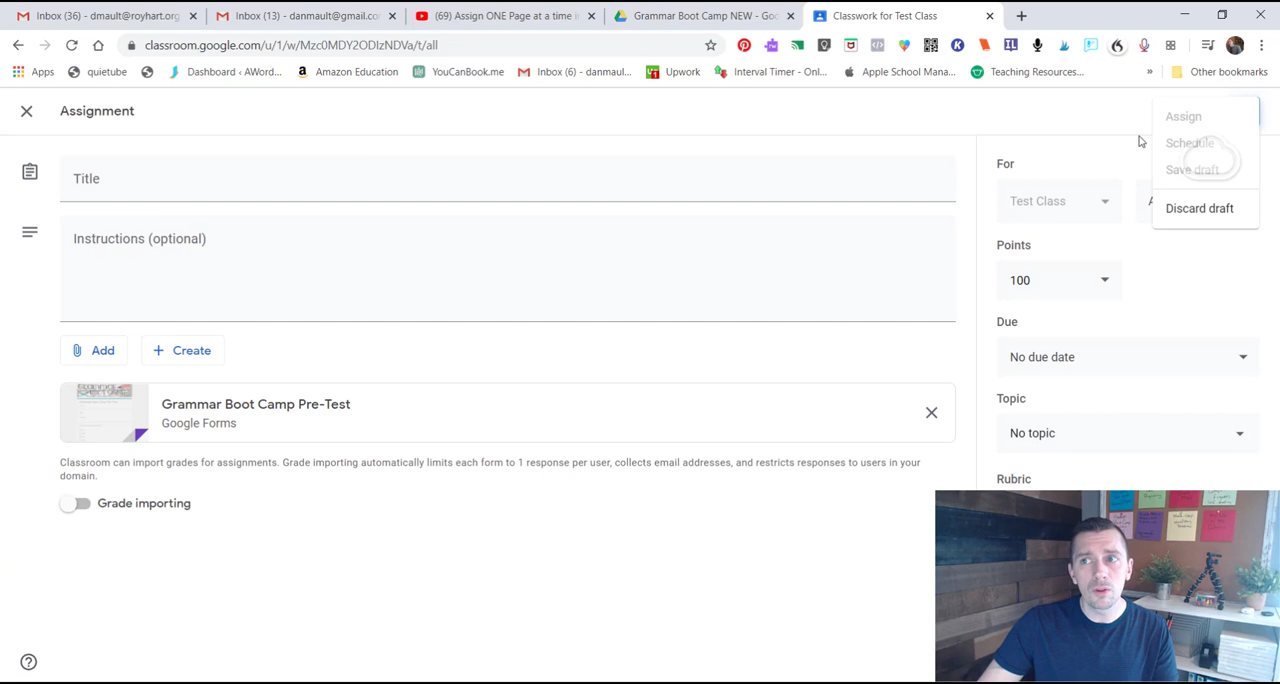 Inbox (36) - dmault@royhart.org
Inbox (13) - danmault@gmail.co
(69) Assign ONE Page at a time i
Grammar Boot Camp NEW - Goo
Classwork for Test Class
classroom.google.com/u/1/w/Mzc0MDY2ODIzNDVa/t/all
Apps
quietube
Dashboard ‹ AWord...
Amazon Education
YouCanBook.me
Inbox (6) - danmaul...
Upwork
Interval Timer - Onl...
Apple School Mana...
Teaching Resources...
»
Other bookmarks
Assignment
Assign
Schedule
Save draft
Discard draft
Title
Instructions (optional)
Add
Create
Grammar Boot Camp Pre-Test
Google Forms
Classroom can import grades for assignments. Grade importing automatically limits each form to 1 response per user, collects email addresses, and restricts responses to users in your
domain.
Grade importing
For
Test Class
Points
100
Due
No due date
Topic
No topic
Rubric